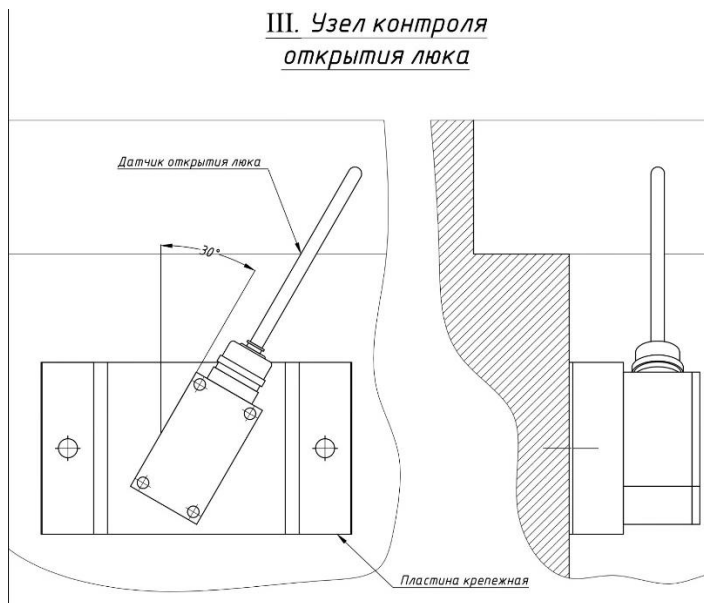 III. Узел контроля
открытия люка
Датчик открытия люка
30°
Пластина крепежная